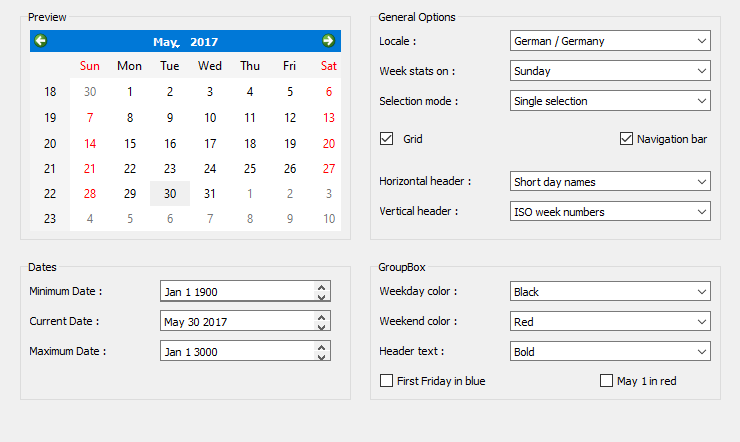 Preview
May, 2017
Sun Mon Tue Wed Thu Fri Sat
18 30 1 2 3 4 5 6
19 7 8 9 10 11 12 13
20 14 15 16 17 18 19 20
21 21 22 23 24 25 26 27
22 28 29 30 31 1 2 3
23 4 5 6 7 8 9 10
General Options
Locale : German / Germany
Week stats on : Sunday
Selection mode : Single selection
Grid Navigation bar
Horizontal header : Short day names
Vertical header : ISO week numbers
Dates
Minimum Date : Jan 1 1900
Current Date : May 30 2017
Maximum Date : Jan 1 3000
GroupBox
Weekday color : Black
Weekend color : Red
Header text : Bold
First Friday in blue May 1 in red